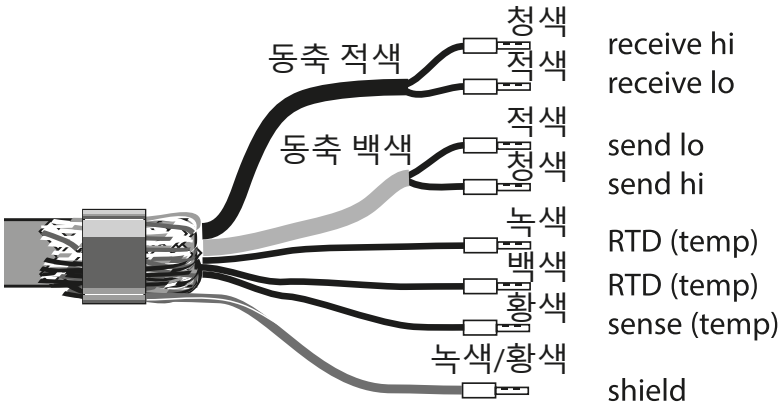 청색
receive hi
동축 적색
적색
receive lo
적색
send lo
동축 백색
청색
send hi
녹색
RTD (temp)
백색
RTD (temp)
황색
sense (temp)
녹색/황색
shield